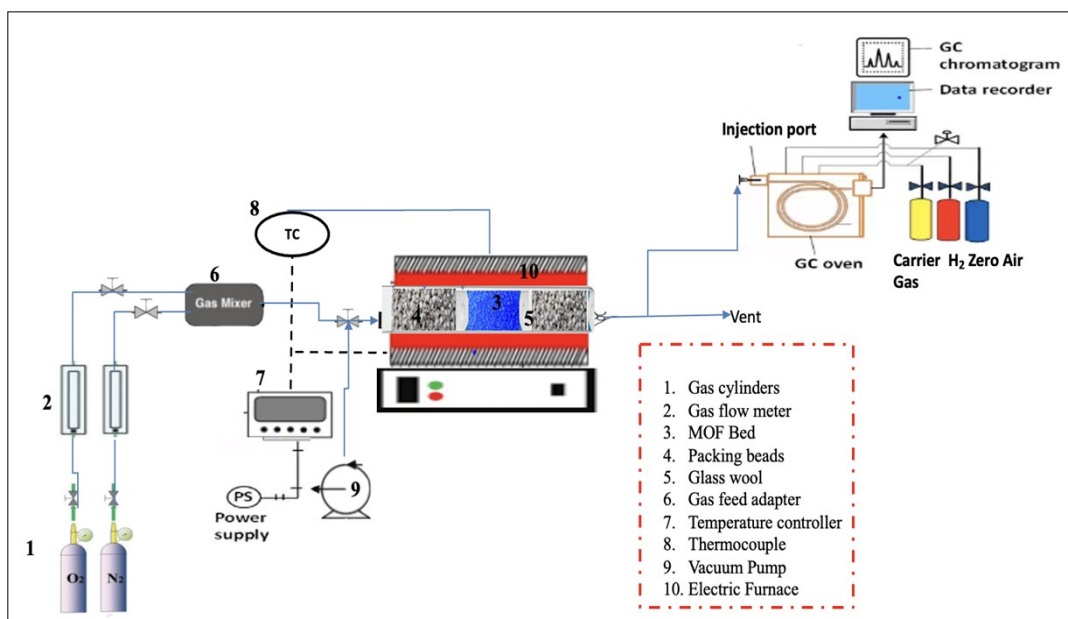 GC
chromatogram
Data recorder
Injection port
GC oven
Carrier H₂ Zero Air
Gas
8
TC
6
Gas Mixer
10
3
4
5
Vent
2
7
9
PS
Power
supply
1
O₂
N₂
1. Gas cylinders
2. Gas flow meter
3. MOF Bed
4. Packing beads
5. Glass wool
6. Gas feed adapter
7. Temperature controller
8. Thermocouple
9. Vacuum Pump
10. Electric Furnace